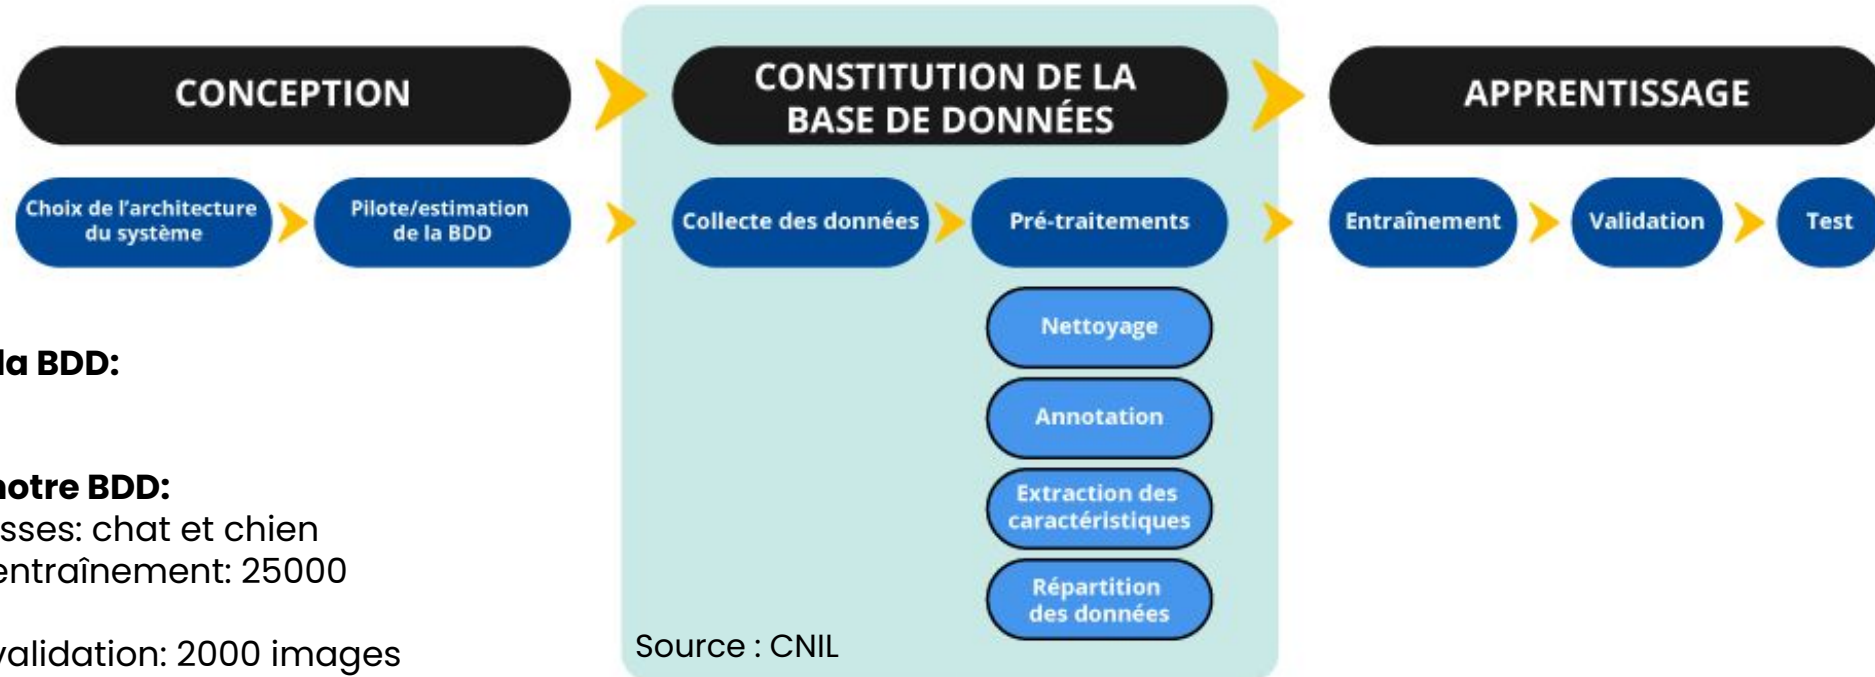 CONCEPTION
CONSTITUTION DE LA
BASE DE DONNÉES
APPRENTISSAGE
Choix de l'architecture
du système
Pilote/estimation
de la BDD
Collecte des données
Pré-traitements
Entraînement
Validation
Test
Nettoyage
Annotation
Extraction des
caractéristiques
Répartition
des données
la BDD:
notre BDD:
sses: chat et chien
entraînement: 25000
validation: 2000 images
Source : CNIL